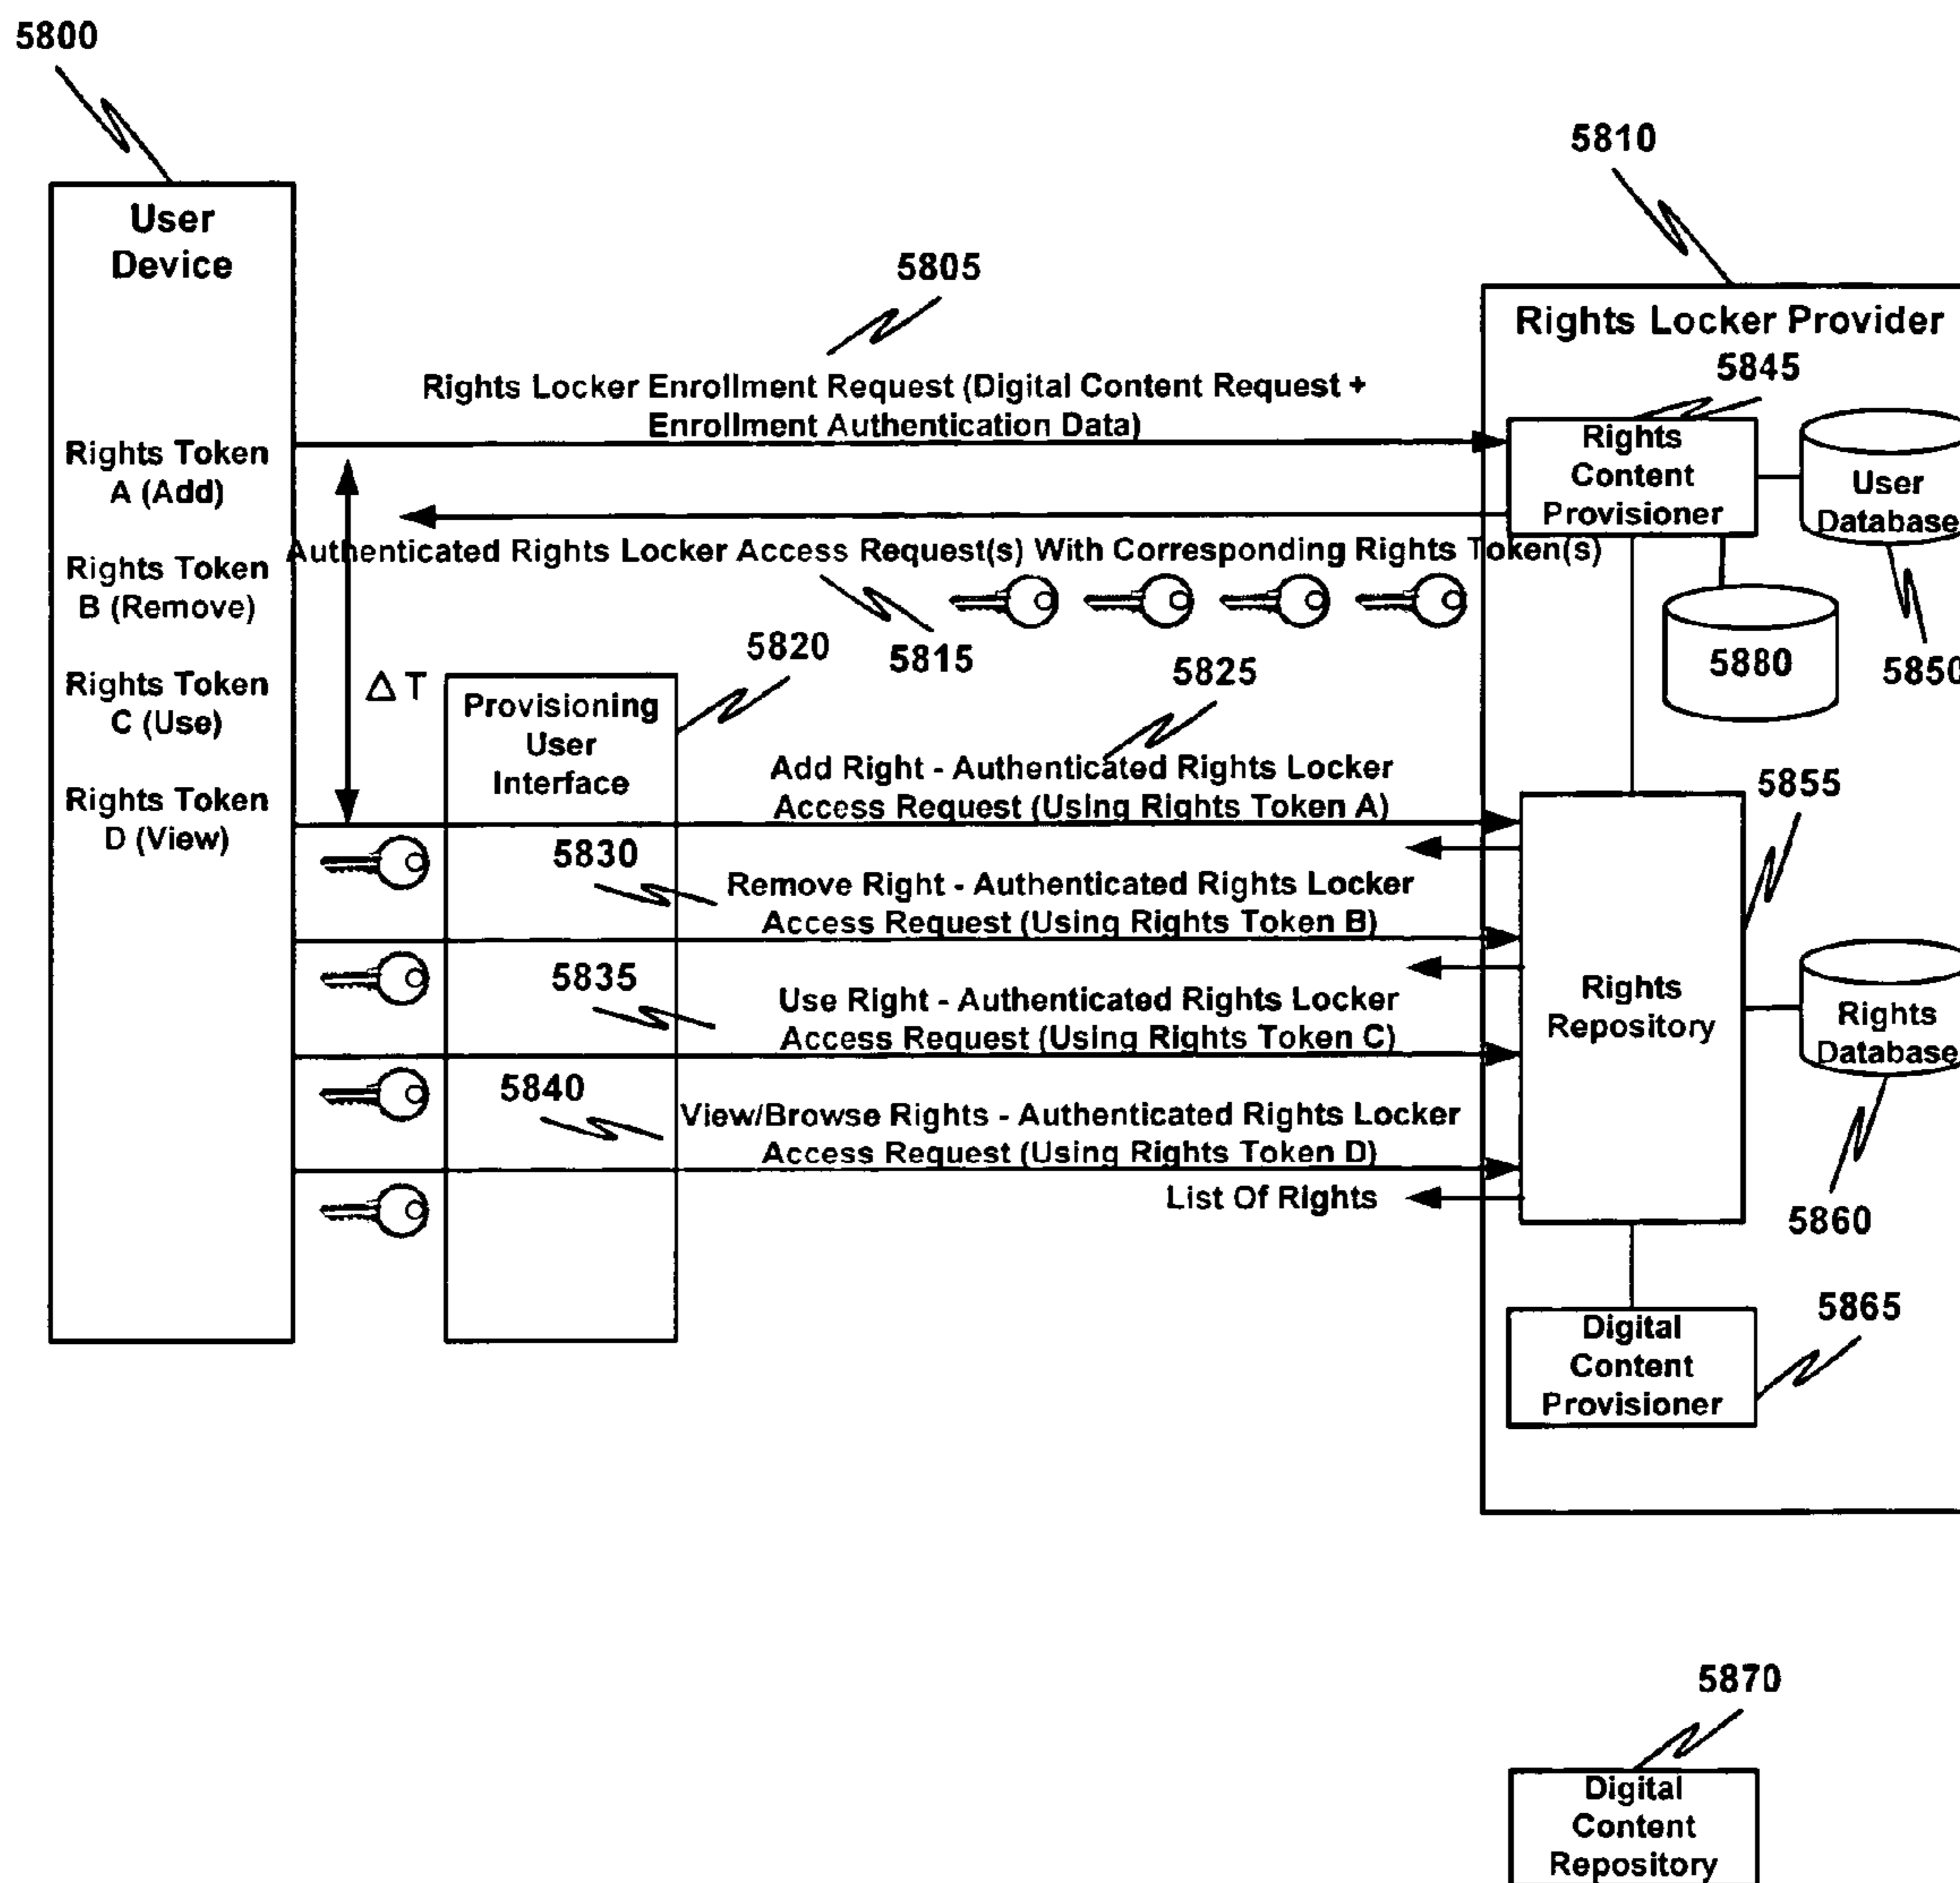 5800
5810
User
Device
5805
Rights Locker Provider
5845
Rights Locker Enrollment Request (Digital Content Request +
Enrollment Authentication Data)
Rights
Content
Provisioner
User
Database
Rights Token
A (Add)
Authenticated Rights Locker Access Request(s) With Corresponding Rights Token(s)
Rights Token
B (Remove)
5815
5820
5825
5880
5850
Rights Token
C (Use)
Δ T
Provisioning
User
Interface
Add Right - Authenticated Rights Locker
Access Request (Using Rights Token A)
5855
Rights Token
D (View)
5830
Remove Right - Authenticated Rights Locker
Access Request (Using Rights Token B)
5835
Use Right - Authenticated Rights Locker
Access Request (Using Rights Token C)
Rights
Repository
Rights
Database
5840
View/Browse Rights - Authenticated Rights Locker
Access Request (Using Rights Token D)
List Of Rights
5860
5865
Digital
Content
Provisioner
5870
Digital
Content
Repository